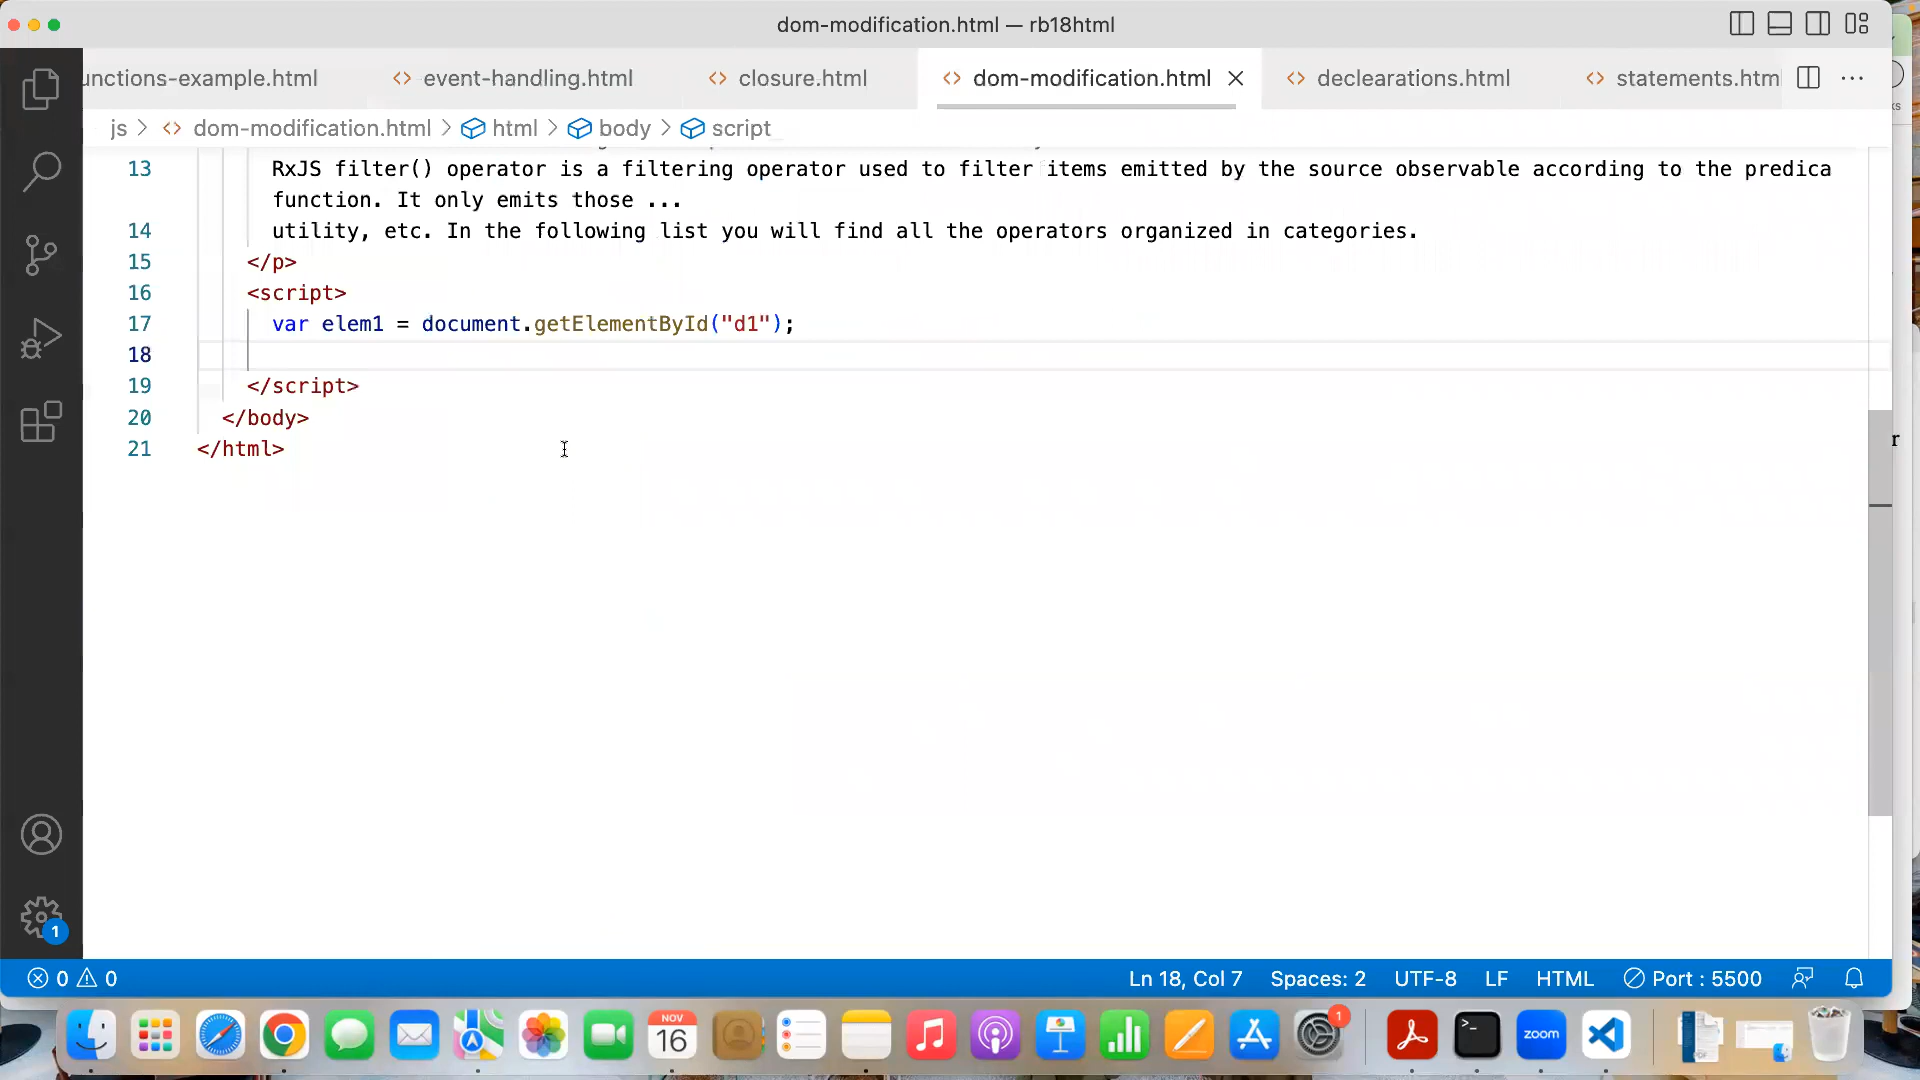 dom-modification.html — rb18html
unctions-example.html
event-handling.html
closure.html
dom-modification.html
declearations.html
statements.htm
js > dom-modification.html > html > body > script
13 RxJS filter() operator is a filtering operator used to filter items emitted by the source observable according to the predica
function. It only emits those ...
14 utility, etc. In the following list you will find all the operators organized in categories.
15 </p>
16 <script>
17 var elem1 = document.getElementById("d1");
18
19 </script>
20 </body>
21 </html>
r
1
0 0
Ln 18, Col 7
Spaces: 2
UTF-8
LF
HTML
Port : 5500
NOV
16
zoom
1